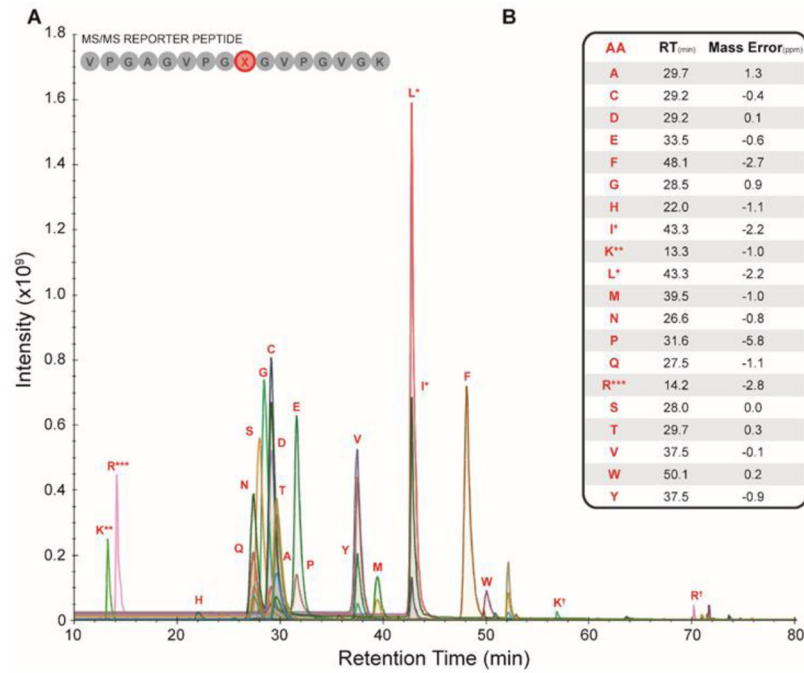 A
MS/MS REPORTER PEPTIDE
V P G A G V P G X G V P G V G K
Intensity (x10⁹)
1.8
1.6
1.4
1.2
1.0
0.8
0.6
0.4
0.2
0
L*
C
G
E
F
I*
S
D
V
R***
N
T
K**
Q
A
P
Y
M
H
W
K†
R†
10 20 30 40 50 60 70 80
Retention Time (min)
B
AA RT(min) Mass Error(ppm)
A 29.7 1.3
C 29.2 -0.4
D 29.2 0.1
E 33.5 -0.6
F 48.1 -2.7
G 28.5 0.9
H 22.0 -1.1
I* 43.3 -2.2
K** 13.3 -1.0
L* 43.3 -2.2
M 39.5 -1.0
N 26.6 -0.8
P 31.6 -5.8
Q 27.5 -1.1
R*** 14.2 -2.8
S 28.0 0.0
T 29.7 0.3
V 37.5 -0.1
W 50.1 0.2
Y 37.5 -0.9